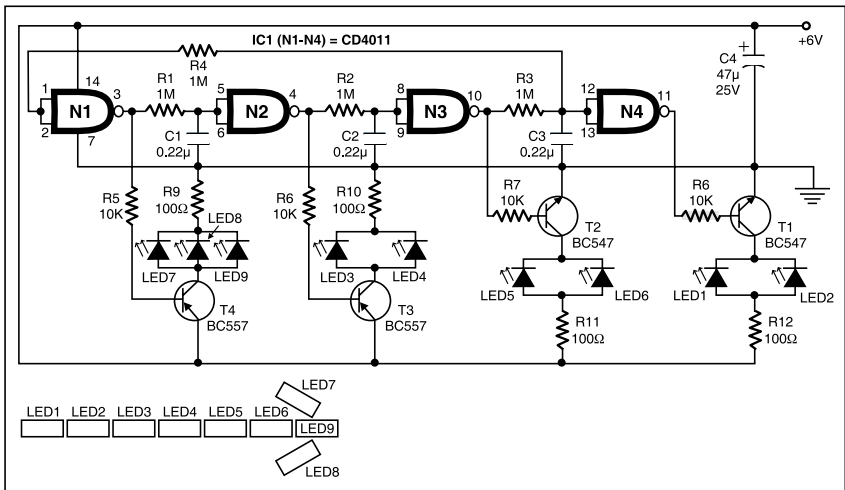 IC1 (N1-N4) = CD4011
+6V
R4
1M
C4
47µ
25V
+
1
2
14
7
N1
3
R1
1M
5
6
N2
4
R2
1M
8
9
N3
10
R3
1M
12
13
N4
11
C1
0.22µ
C2
0.22µ
C3
0.22µ
R5
10K
R9
100Ω
LED8
R6
10K
R10
100Ω
R7
10K
T2
BC547
R6
10K
T1
BC547
LED7
LED9
LED3
LED4
LED5
LED6
LED1
LED2
T4
BC557
T3
BC557
R11
100Ω
R12
100Ω
LED7
LED1 LED2 LED3 LED4 LED5 LED6
LED9
LED8